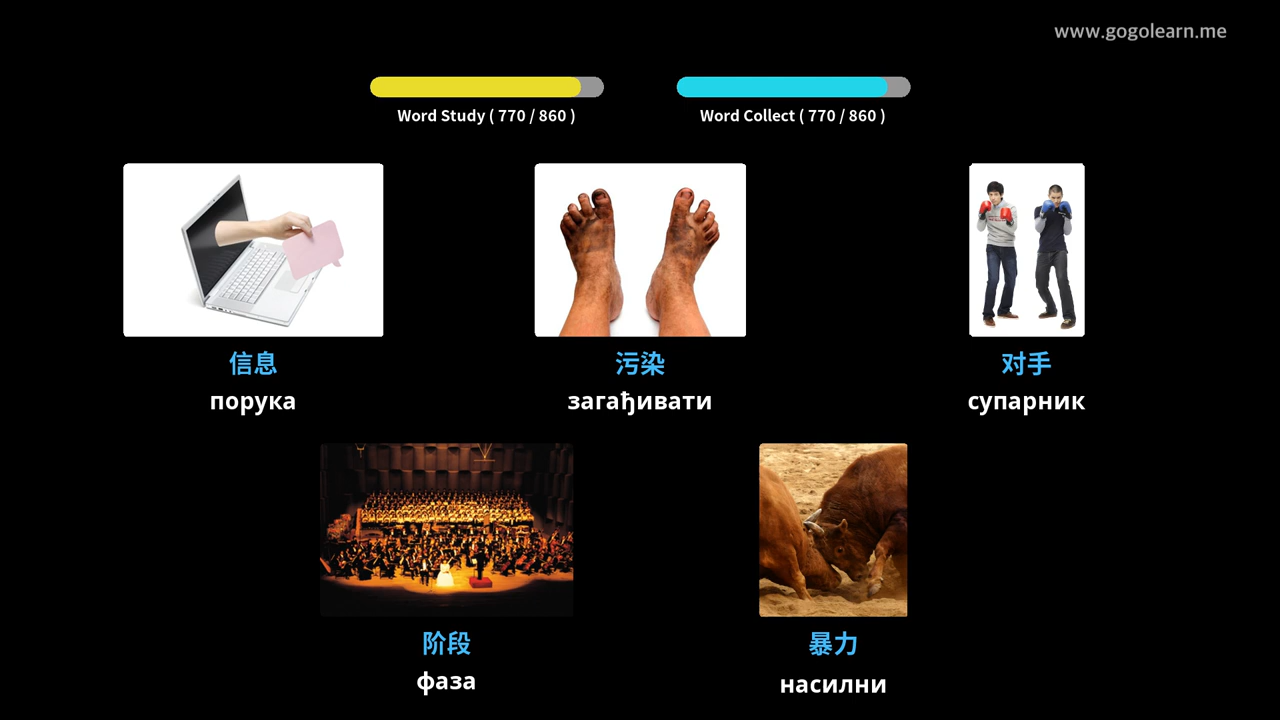 www.gogolearn.me
Word Study ( 770 / 860 )
Word Collect ( 770 / 860 )
信息
порука
污染
загађивати
对手
супарник
阶段
фаза
暴力
насилни